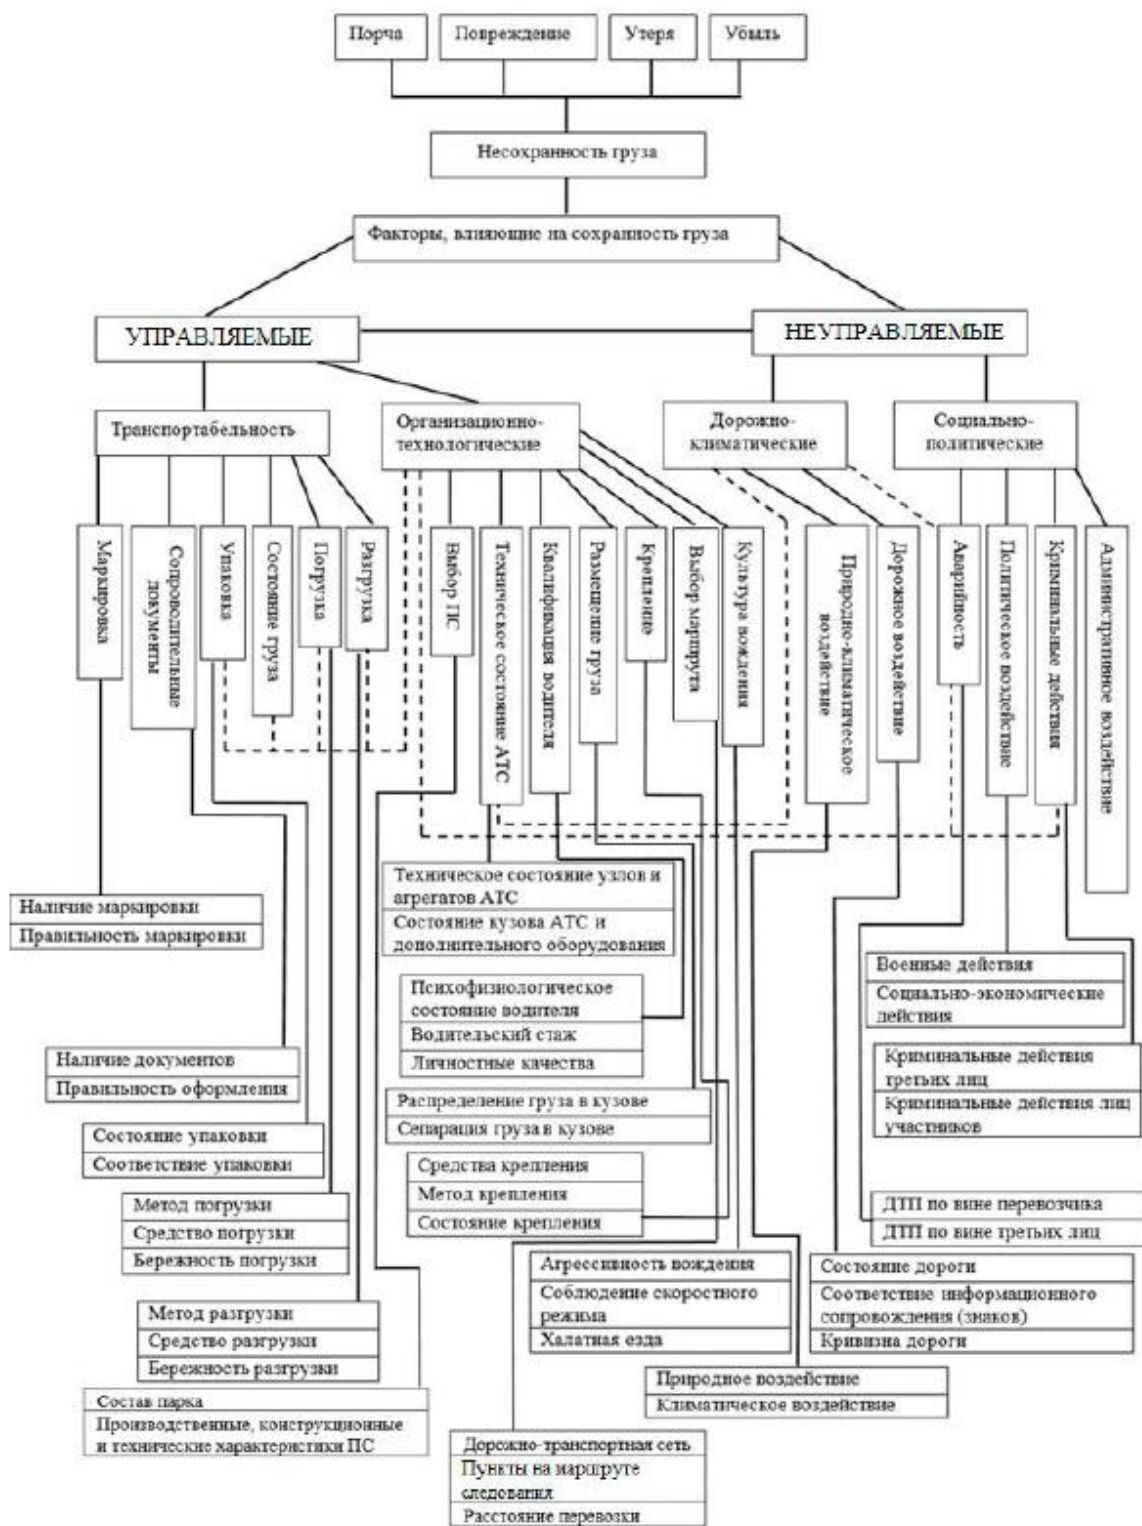 Порча
Повреждение
Утеря
Убыль
Несохранность груза
Факторы, влияющие на сохранность груза
УПРАВЛЯЕМЫЕ
НЕУПРАВЛЯЕМЫЕ
Транспортабельность
Организационно-
технологические
Дорожно-
климатические
Социально-
политические
Маркировка
Сопроводительные
документы
Упаковка
Состояние груза
Погрузка
Разгрузка
Выбор ПС
Техническое состояние АТС
Квалификация водителя
Размещение груза
Крепление
Выбор маршрута
Культура вождения
Природно-климатическое
воздействие
Дорожное воздействие
Аварийность
Политическое воздействие
Криминальные действия
Административное воздействие
Техническое состояние узлов и
агрегатов АТС
Состояние кузова АТС и
дополнительного оборудования
Наличие маркировки
Правильность маркировки
Военные действия
Социально-экономические
действия
Психофизиологическое
состояние водителя
Водительский стаж
Личностные качества
Наличие документов
Правильность оформления
Криминальные действия
третьих лиц
Криминальные действия лиц
участников
Распределение груза в кузове
Сепарация груза в кузове
Состояние упаковки
Соответствие упаковки
Средства крепления
Метод крепления
Состояние крепления
Метод погрузки
Средство погрузки
Бережность погрузки
ДТП по вине перевозчика
ДТП по вине третьих лиц
Агрессивность вождения
Соблюдение скоростного
режима
Халатная езда
Состояние дороги
Соответствие информационного
сопровождения (знаков)
Кривизна дороги
Метод разгрузки
Средство разгрузки
Бережность разгрузки
Природное воздействие
Климатическое воздействие
Состав парка
Производственные, конструкционные
и технические характеристики ПС
Дорожно-транспортная сеть
Пункты на маршруте
следования
Расстояние перевозки